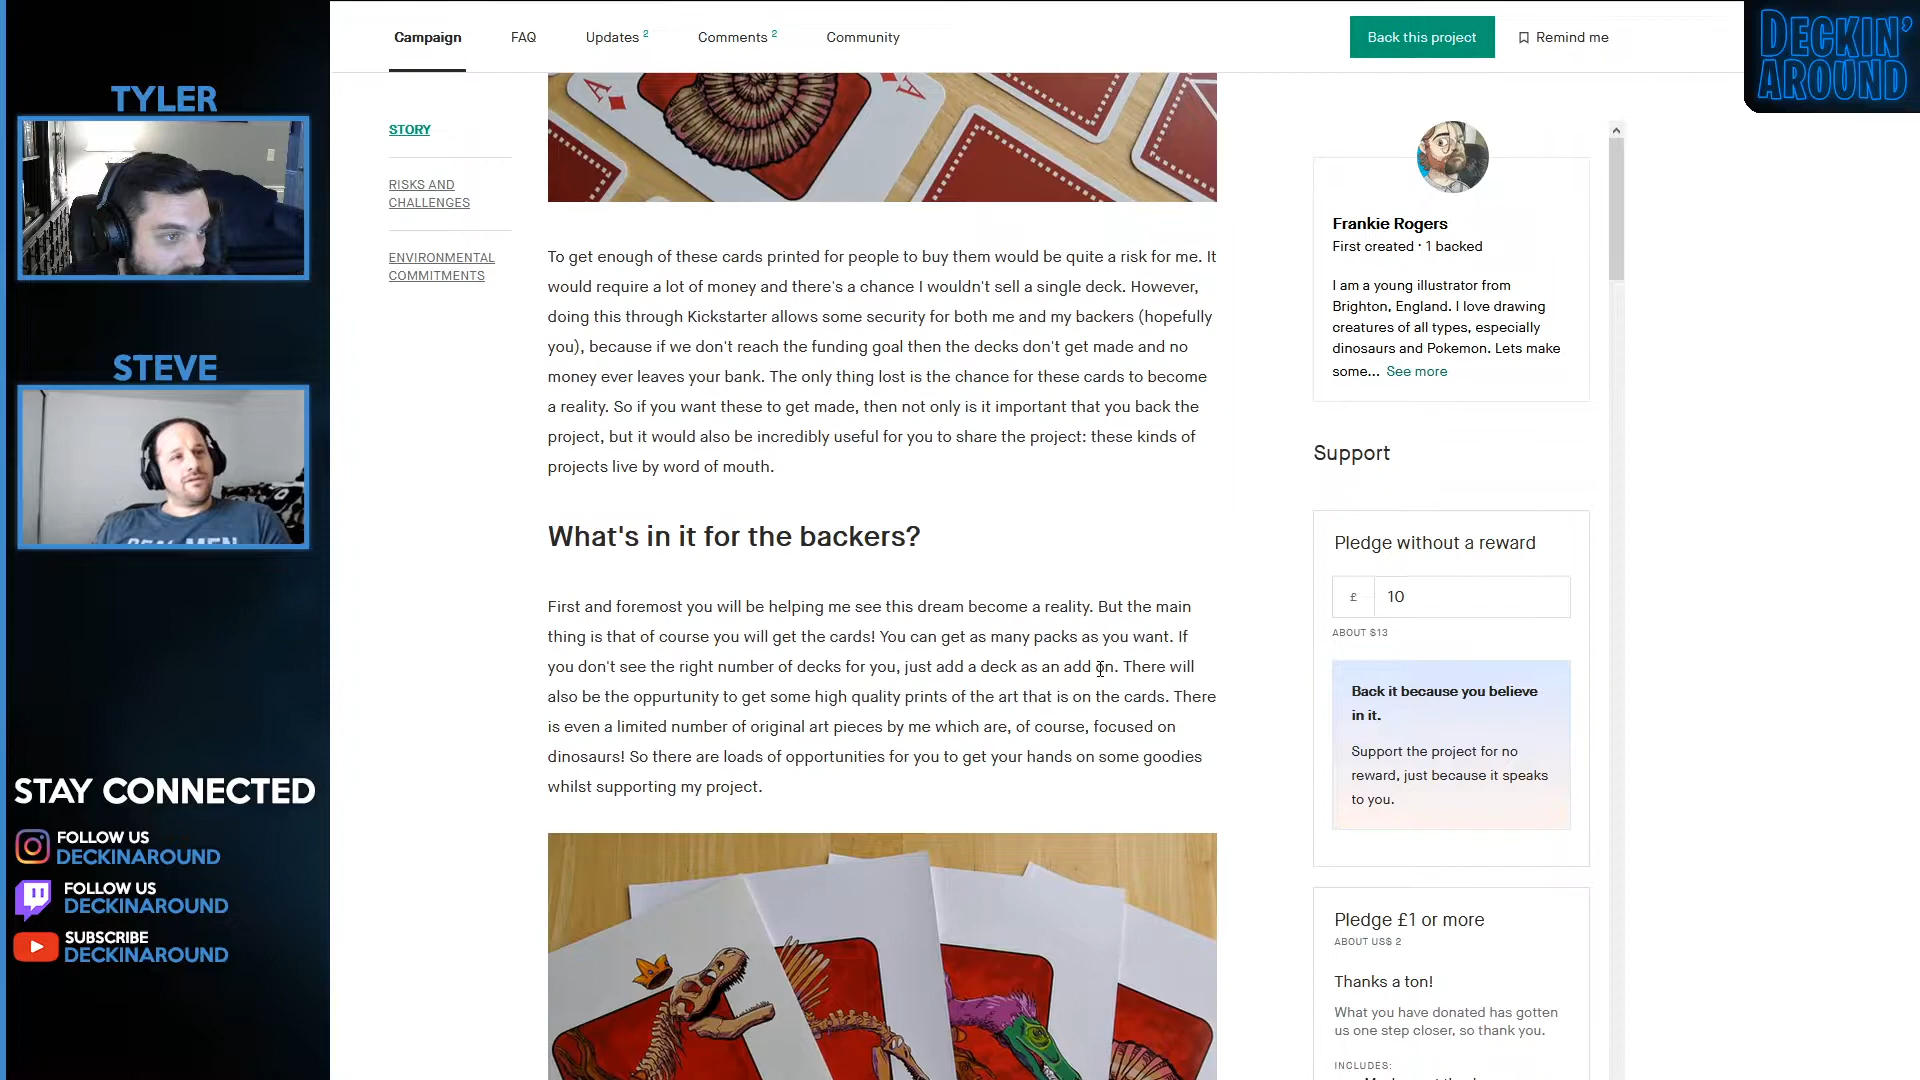 TYLER
STEVE
STAY CONNECTED
FOLLOW US
DECKINAROUND
FOLLOW US
DECKINAROUND
SUBSCRIBE
DECKINAROUND
Campaign
FAQ
Updates 2
Comments 2
Community
Back this project
Remind me
DECKIN'
AROUND
STORY
RISKS AND
CHALLENGES
ENVIRONMENTAL
COMMITMENTS
A
A
To get enough of these cards printed for people to buy them would be quite a risk for me. It
would require a lot of money and there's a chance I wouldn't sell a single deck. However,
doing this through Kickstarter allows some security for both me and my backers (hopefully
you), because if we don't reach the funding goal then the decks don't get made and no
money ever leaves your bank. The only thing lost is the chance for these cards to become
a reality. So if you want these to get made, then not only is it important that you back the
project, but it would also be incredibly useful for you to share the project: these kinds of
projects live by word of mouth.
What's in it for the backers?
First and foremost you will be helping me see this dream become a reality. But the main
thing is that of course you will get the cards! You can get as many packs as you want. If
you don't see the right number of decks for you, just add a deck as an add on. There will
also be the oppurtunity to get some high quality prints of the art that is on the cards. There
is even a limited number of original art pieces by me which are, of course, focused on
dinosaurs! So there are loads of opportunities for you to get your hands on some goodies
whilst supporting my project.
Frankie Rogers
First created · 1 backed
I am a young illustrator from
Brighton, England. I love drawing
creatures of all types, especially
dinosaurs and Pokemon. Lets make
some... See more
Support
Pledge without a reward
£ 10
ABOUT $13
Back it because you believe
in it.
Support the project for no
reward, just because it speaks
to you.
Pledge £1 or more
ABOUT US$ 2
Thanks a ton!
What you have donated has gotten
us one step closer, so thank you.
INCLUDES: